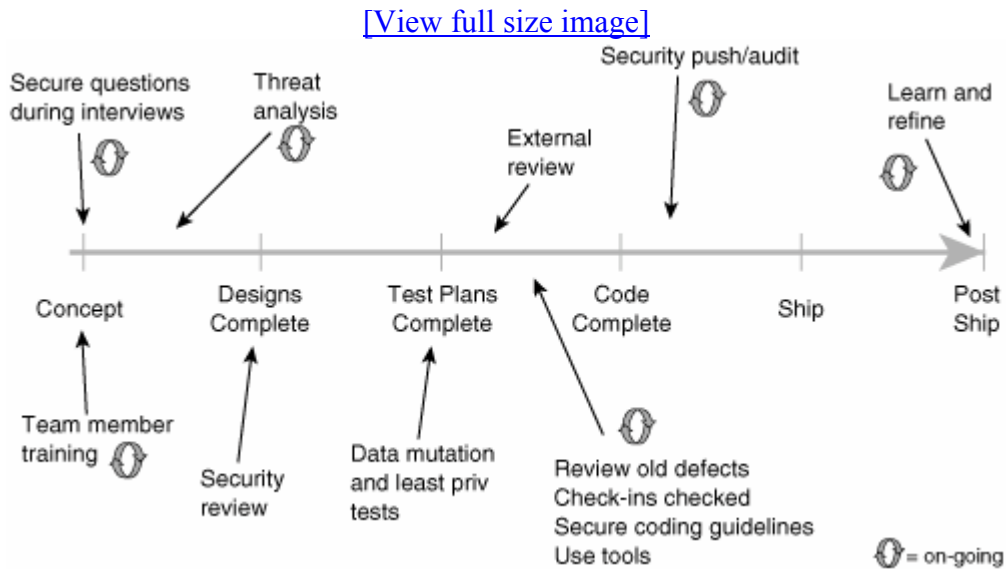 [View full size image]
Secure questions
during interviews
Threat
analysis
External
review
Security push/audit
Learn and
refine
Concept
Designs
Complete
Test Plans
Complete
Code
Complete
Ship
Post
Ship
Team member
training
Security
review
Data mutation
and least priv
tests
Review old defects
Check-ins checked
Secure coding guidelines
Use tools
= on-going